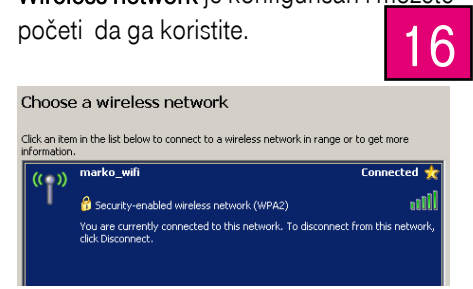 Wireless network je konfigurisan i možete
početi da ga koristite.
16
Choose a wireless network
Click an item in the list below to connect to a wireless network in range or to get more
information.
marko_wifi Connected
Security-enabled wireless network (WPA2)
You are currently connected to this network. To disconnect from this network,
click Disconnect.